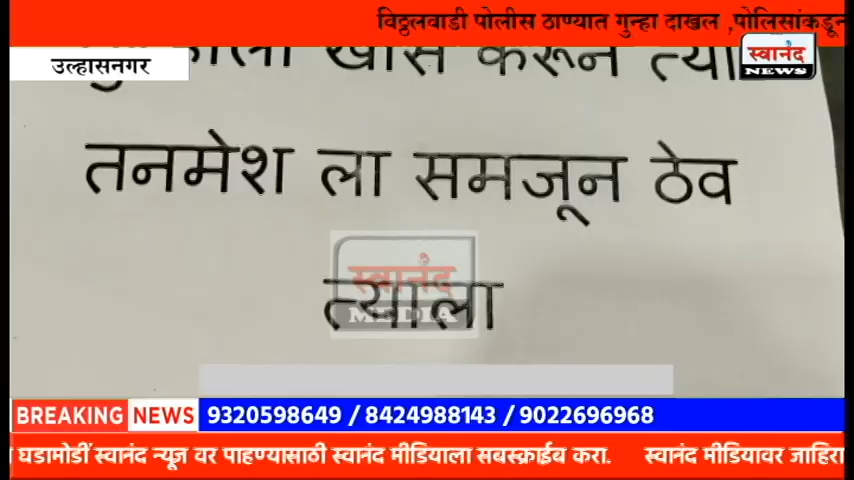 विठ्ठलवाडी पोलीस ठाण्यात गुन्हा दाखल ,पोलिसांकडून
स्वानंद
NEWS
उल्हासनगर
खास करून त्या
तनमेश ला समजून ठेव
त्याला
स्वानंद
MEDIA
BREAKING NEWS 9320598649 / 8424988143 / 9022696968
घडामोडीं स्वानंद न्यूज वर पाहण्यासाठी स्वानंद मीडियाला सबस्क्राईब करा. स्वानंद मीडियावर जाहिरा